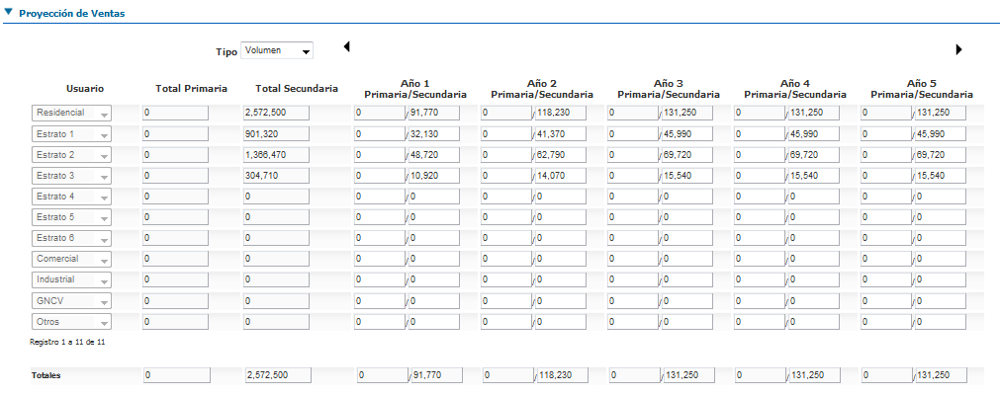 Proyección de Ventas
Tipo Volumen
Usuario Total Primaria Total Secundaria Año 1 Primaria/Secundaria Año 2 Primaria/Secundaria Año 3 Primaria/Secundaria Año 4 Primaria/Secundaria Año 5 Primaria/Secundaria
Residencial 0 2,572,500 0 / 91,770 0 / 118,230 0 / 131,250 0 / 131,250 0 / 131,250
Estrato 1 0 901,320 0 / 32,130 0 / 41,370 0 / 45,990 0 / 45,990 0 / 45,990
Estrato 2 0 1,366,470 0 / 48,720 0 / 62,790 0 / 69,720 0 / 69,720 0 / 69,720
Estrato 3 0 304,710 0 / 10,920 0 / 14,070 0 / 15,540 0 / 15,540 0 / 15,540
Estrato 4 0 0 0 / 0 0 / 0 0 / 0 0 / 0 0 / 0
Estrato 5 0 0 0 / 0 0 / 0 0 / 0 0 / 0 0 / 0
Estrato 6 0 0 0 / 0 0 / 0 0 / 0 0 / 0 0 / 0
Comercial 0 0 0 / 0 0 / 0 0 / 0 0 / 0 0 / 0
Industrial 0 0 0 / 0 0 / 0 0 / 0 0 / 0 0 / 0
GNCV 0 0 0 / 0 0 / 0 0 / 0 0 / 0 0 / 0
Otros 0 0 0 / 0 0 / 0 0 / 0 0 / 0 0 / 0
Registro 1 a 11 de 11
Totales 0 2,572,500 0 / 91,770 0 / 118,230 0 / 131,250 0 / 131,250 0 / 131,250